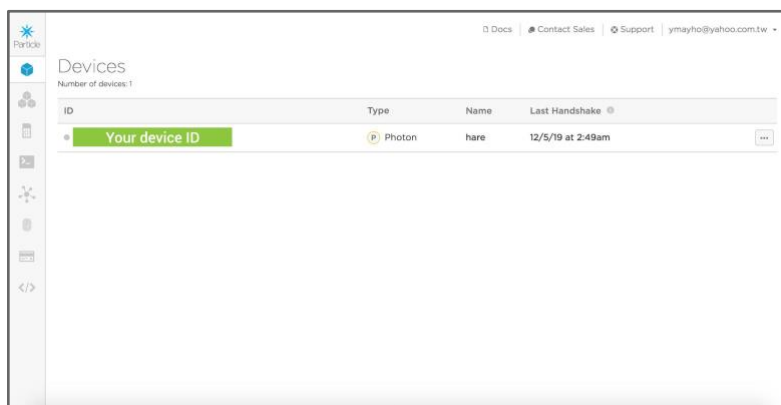 Particle
Docs
Contact Sales
Support
ymayho@yahoo.com.tw
Devices
Number of devices: 1
ID Type Name Last Handshake
Your device ID P Photon hare 12/5/19 at 2:49am